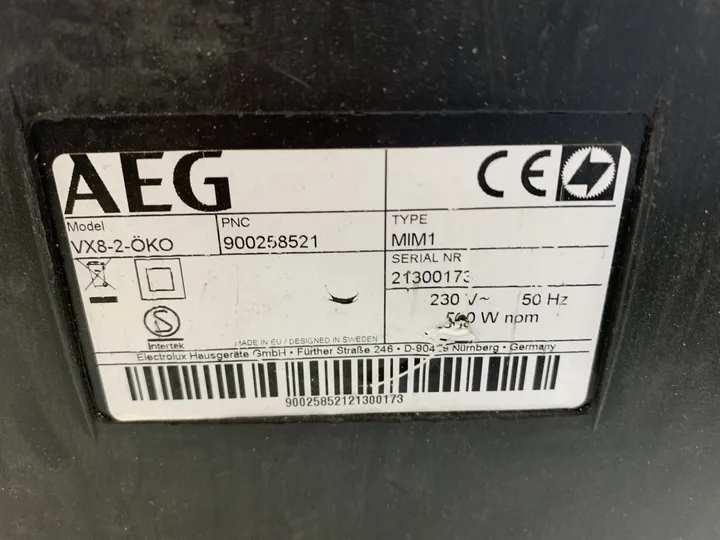 AEG
CE
Model
VX8-2-ÖKO
PNC
900258521
TYPE
MIM1
SERIAL NR
21300173
230 V~ 50 Hz
500 W nom
S
Intertek
MADE IN EU / DESIGNED IN SWEDEN
Electrolux Hausgeräte GmbH • Fürther Straße 246 • Nürnberg • Germany
90025852121300173